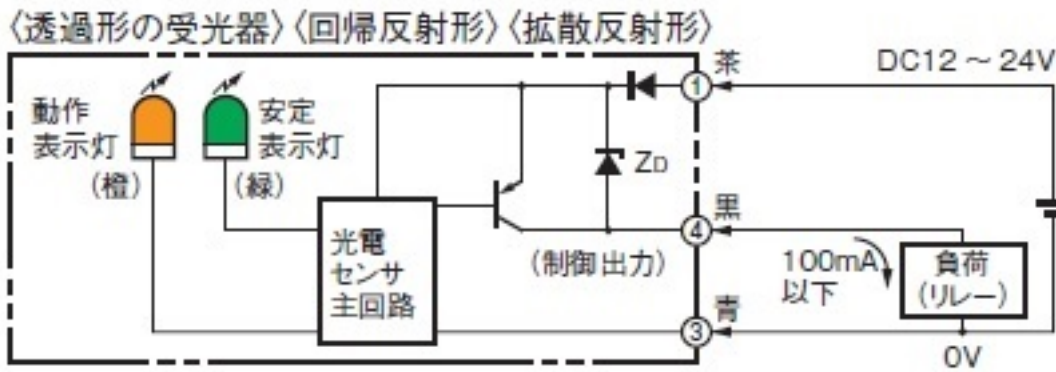 〈透過形の受光器〉〈回帰反射形〉〈拡散反射形〉
動作
表示灯
(橙)
安定
表示灯
(緑)
光電
センサ
主回路
ZD
(制御出力)
茶
①
DC12 ～ 24V
黒
④
100mA
以下
負荷
(リレー)
青
③
0V